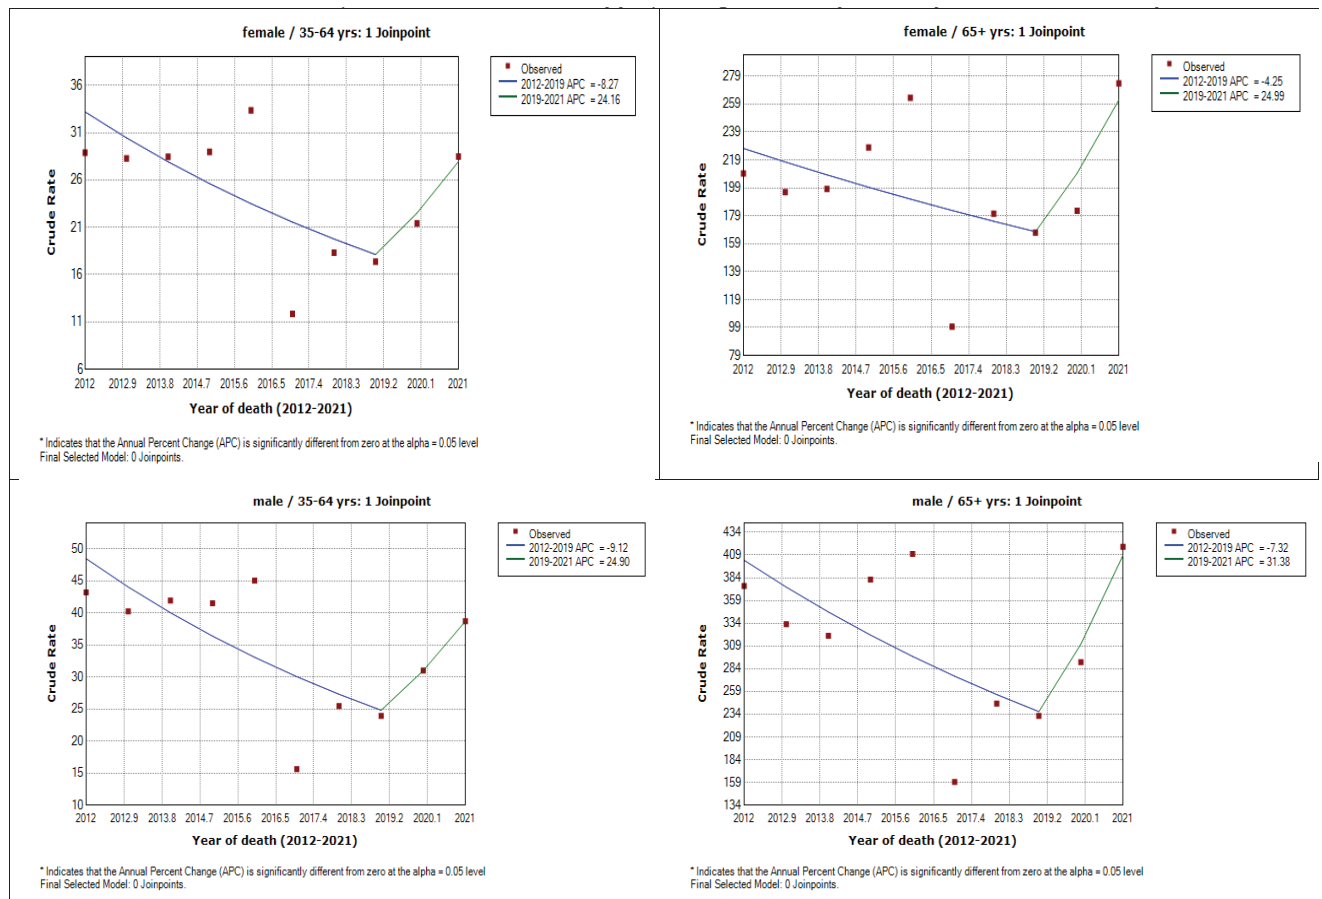 female / 35-64 yrs: 1 Joinpoint
Observed
2012-2019 APC = -8.27
2019-2021 APC = 24.16
Crude Rate
36
31
26
21
16
11
6
2012 2012.9 2013.8 2014.7 2015.6 2016.5 2017.4 2018.3 2019.2 2020.1 2021
Year of death (2012-2021)
* Indicates that the Annual Percent Change (APC) is significantly different from zero at the alpha = 0.05 level
Final Selected Model: 0 Joinpoints.
female / 65+ yrs: 1 Joinpoint
Observed
2012-2019 APC = -4.25
2019-2021 APC = 24.99
Crude Rate
279
259
239
219
199
179
159
139
119
99
79
2012 2012.9 2013.8 2014.7 2015.6 2016.5 2017.4 2018.3 2019.2 2020.1 2021
Year of death (2012-2021)
* Indicates that the Annual Percent Change (APC) is significantly different from zero at the alpha = 0.05 level
Final Selected Model: 0 Joinpoints.
male / 35-64 yrs: 1 Joinpoint
Observed
2012-2019 APC = -9.12
2019-2021 APC = 24.90
Crude Rate
50
45
40
35
30
25
20
15
10
2012 2012.9 2013.8 2014.7 2015.6 2016.5 2017.4 2018.3 2019.2 2020.1 2021
Year of death (2012-2021)
* Indicates that the Annual Percent Change (APC) is significantly different from zero at the alpha = 0.05 level
Final Selected Model: 0 Joinpoints.
male / 65+ yrs: 1 Joinpoint
Observed
2012-2019 APC = -7.32
2019-2021 APC = 31.38
Crude Rate
434
409
384
359
334
309
284
259
234
209
184
159
134
2012 2012.9 2013.8 2014.7 2015.6 2016.5 2017.4 2018.3 2019.2 2020.1 2021
Year of death (2012-2021)
* Indicates that the Annual Percent Change (APC) is significantly different from zero at the alpha = 0.05 level
Final Selected Model: 0 Joinpoints.